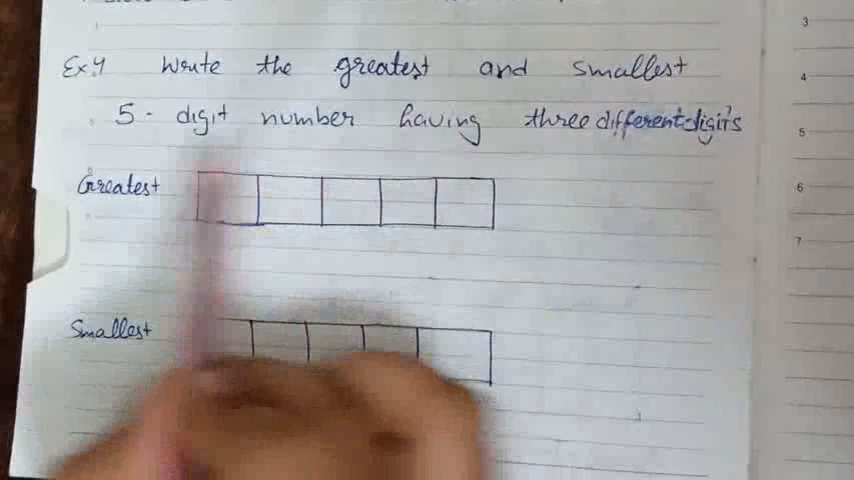 Ex.4 Write the greatest and smallest
5 - digit number having three different digits
Greatest
Smallest
3
4
5
6
7